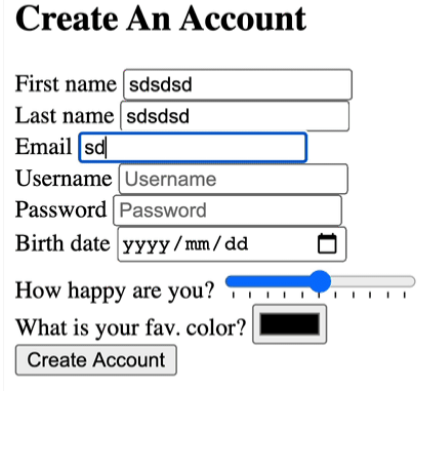 Create An Account
First name sdsdsd
Last name sdsdsd
Email sd
Username Username
Password Password
Birth date yyyy/mm/dd
How happy are you?
What is your fav. color?
Create Account